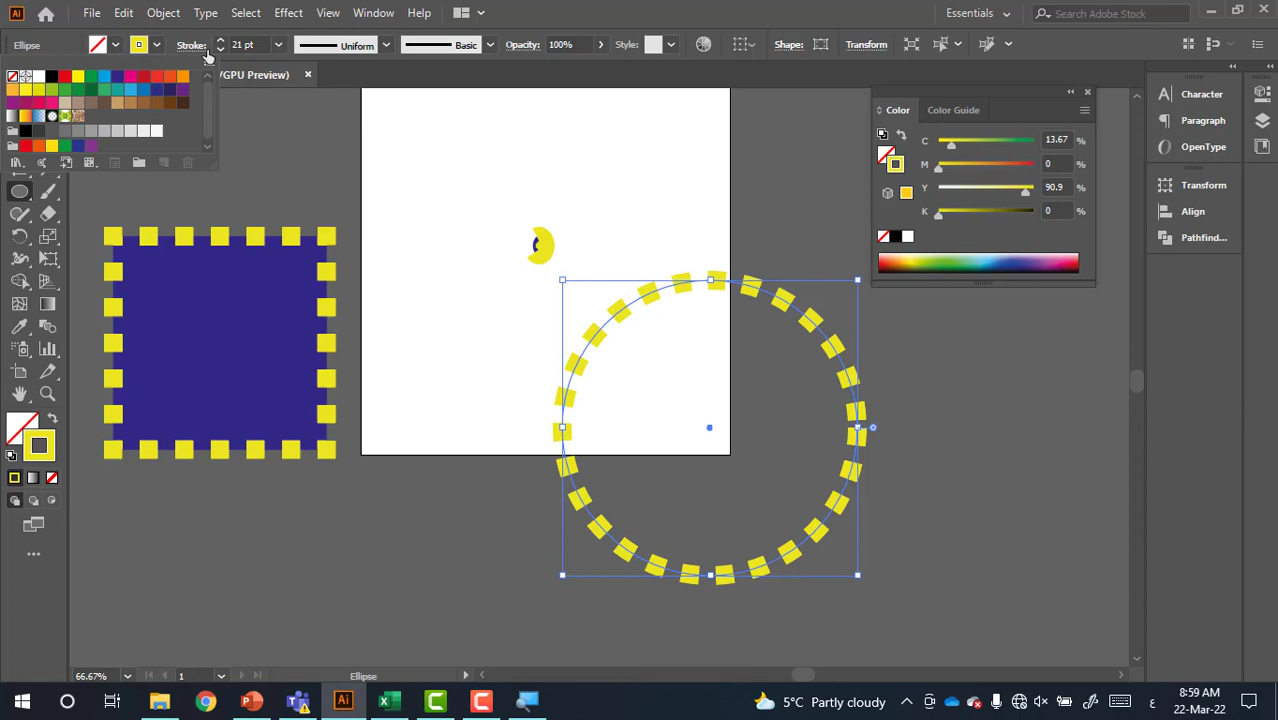 Ai File Edit Object Type Select Effect View Window Help Essentials Search Adobe Stock
Ellipse Stroke: 21 pt Uniform Basic Opacity: 100% Style: Shape: Transform
/GPU Preview) ×
Color Color Guide
C 13.67 %
M 0 %
Y 90.9 %
K 0 %
Character
Paragraph
OpenType
Transform
Align
Pathfind...
66.67% 1 Ellipse
5°C Partly cloudy ع 8:59 AM
22-Mar-22